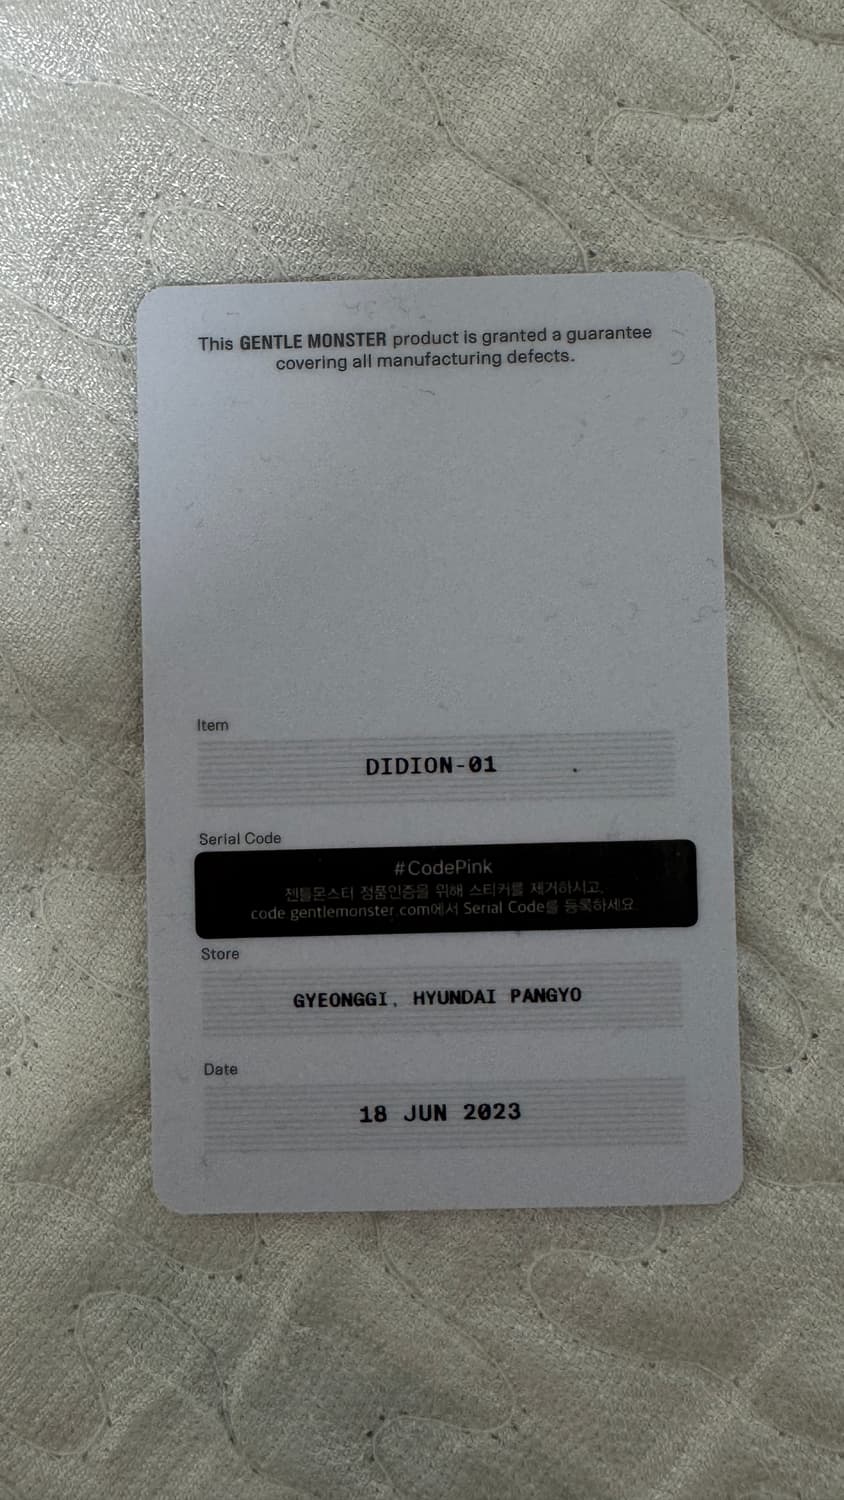 This GENTLE MONSTER product is granted a guarantee
covering all manufacturing defects.
Item
DIDION-01
Serial Code
#CodePink
젠틀몬스터 정품인증을 위해 스티커를 제거하시고,
code.gentlemonster.com에서 Serial Code를 등록하세요.
Store
GYEONGGI, HYUNDAI PANGYO
Date
18 JUN 2023